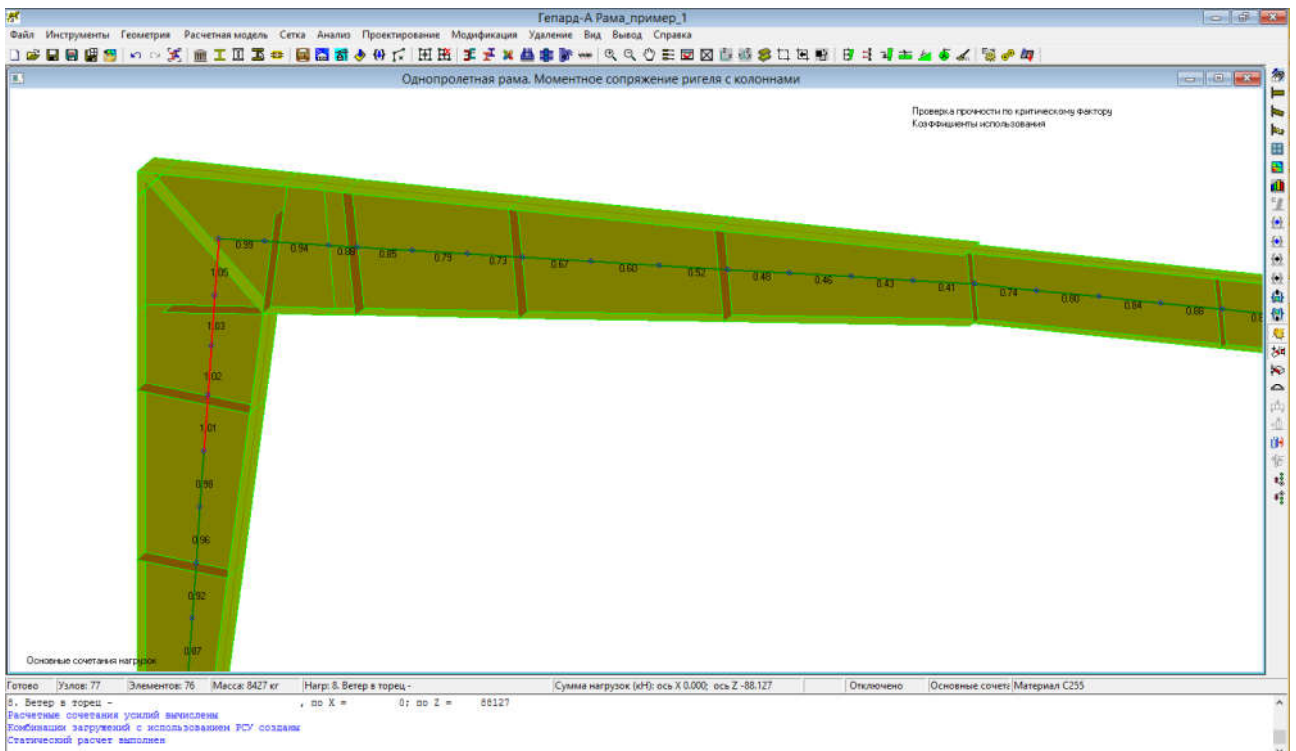 Гепард-А Рама_пример_1
Файл Инструменты Геометрия Расчетная модель Сетка Анализ Проектирование Модификация Удаление Вид Вывод Справка
Однопролетная рама. Моментное сопряжение ригеля с колоннами
Проверка прочности по критическому фактору
Коэффициенты использования
0.99 0.94 0.88 0.85 0.79 0.73 0.67 0.60 0.52 0.48 0.46 0.43 0.41 0.74 0.80 0.84 0.88
1.05
1.03
1.02
1.01
0.98
0.96
0.92
0.87
Основные сочетания нагрузок
Готово Узлов: 77 Элементов: 76 Масса: 8427 кг Нагр: 8. Ветер в торец - Сумма нагрузок (кН): ось X 0.000; ось Z -88.127 Отключено Основные сочета Материал С255
8. Ветер в торец - , по X = 0; по Z = 88127
Расчетные сочетания усилий вычислены
Комбинации загружений с использованием РСУ созданы
Статический расчет выполнен